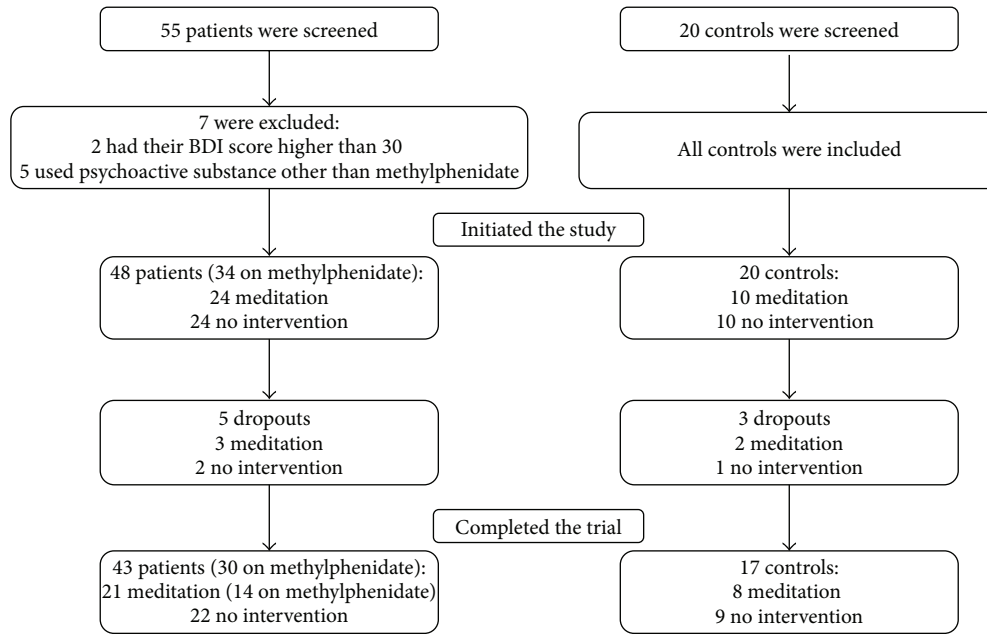 55 patients were screened
20 controls were screened
7 were excluded:
2 had their BDI score higher than 30
5 used psychoactive substance other than methylphenidate
All controls were included
Initiated the study
48 patients (34 on methylphenidate):
24 meditation
24 no intervention
20 controls:
10 meditation
10 no intervention
5 dropouts
3 meditation
2 no intervention
3 dropouts
2 meditation
1 no intervention
Completed the trial
43 patients (30 on methylphenidate):
21 meditation (14 on methylphenidate)
22 no intervention
17 controls:
8 meditation
9 no intervention